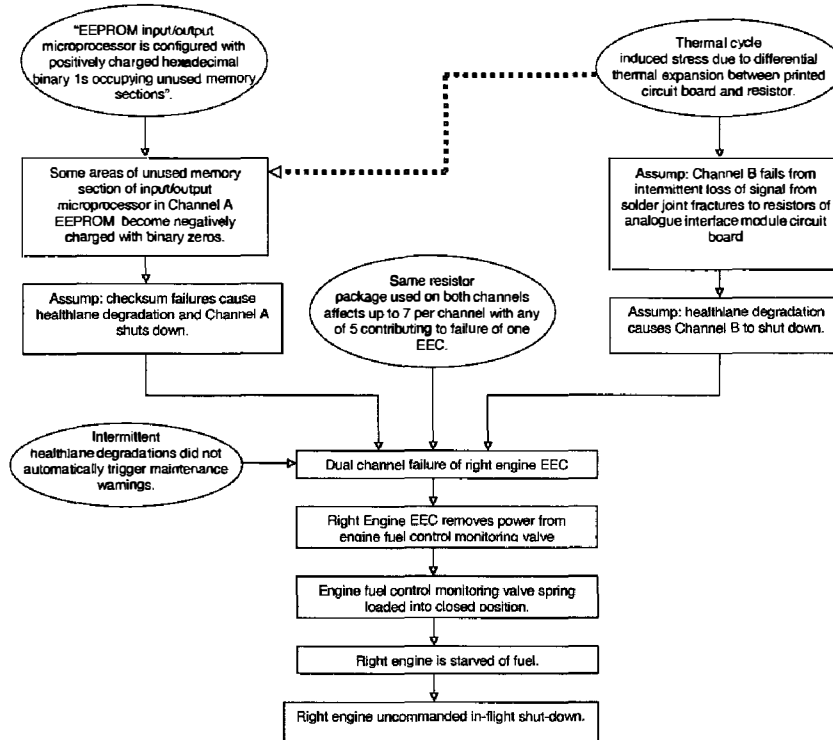 "EEPROM input/output
microprocessor is configured with
positively charged hexadecimal
binary 1s occupying unused memory
sections".
Thermal cycle
induced stress due to differential
thermal expansion between printed
circuit board and resistor.
Some areas of unused memory
section of input/output
microprocessor in Channel A
EEPROM become negatively
charged with binary zeros.
Assump: Channel B fails from
intermittent loss of signal from
solder joint fractures to resistors of
analogue interface module circuit
board
Assump: checksum failures cause
healthlane degradation and Channel A
shuts down.
Same resistor
package used on both channels
affects up to 7 per channel with any
of 5 contributing to failure of one
EEC.
Assump: healthlane degradation
causes Channel B to shut down.
Intermittent
healthlane degradations did not
automatically trigger maintenance
warnings.
Dual channel failure of right engine EEC
Right Engine EEC removes power from
engine fuel control monitoring valve
Engine fuel control monitoring valve spring
loaded into closed position.
Right engine is starved of fuel.
Right engine uncommanded in-flight shut-down.